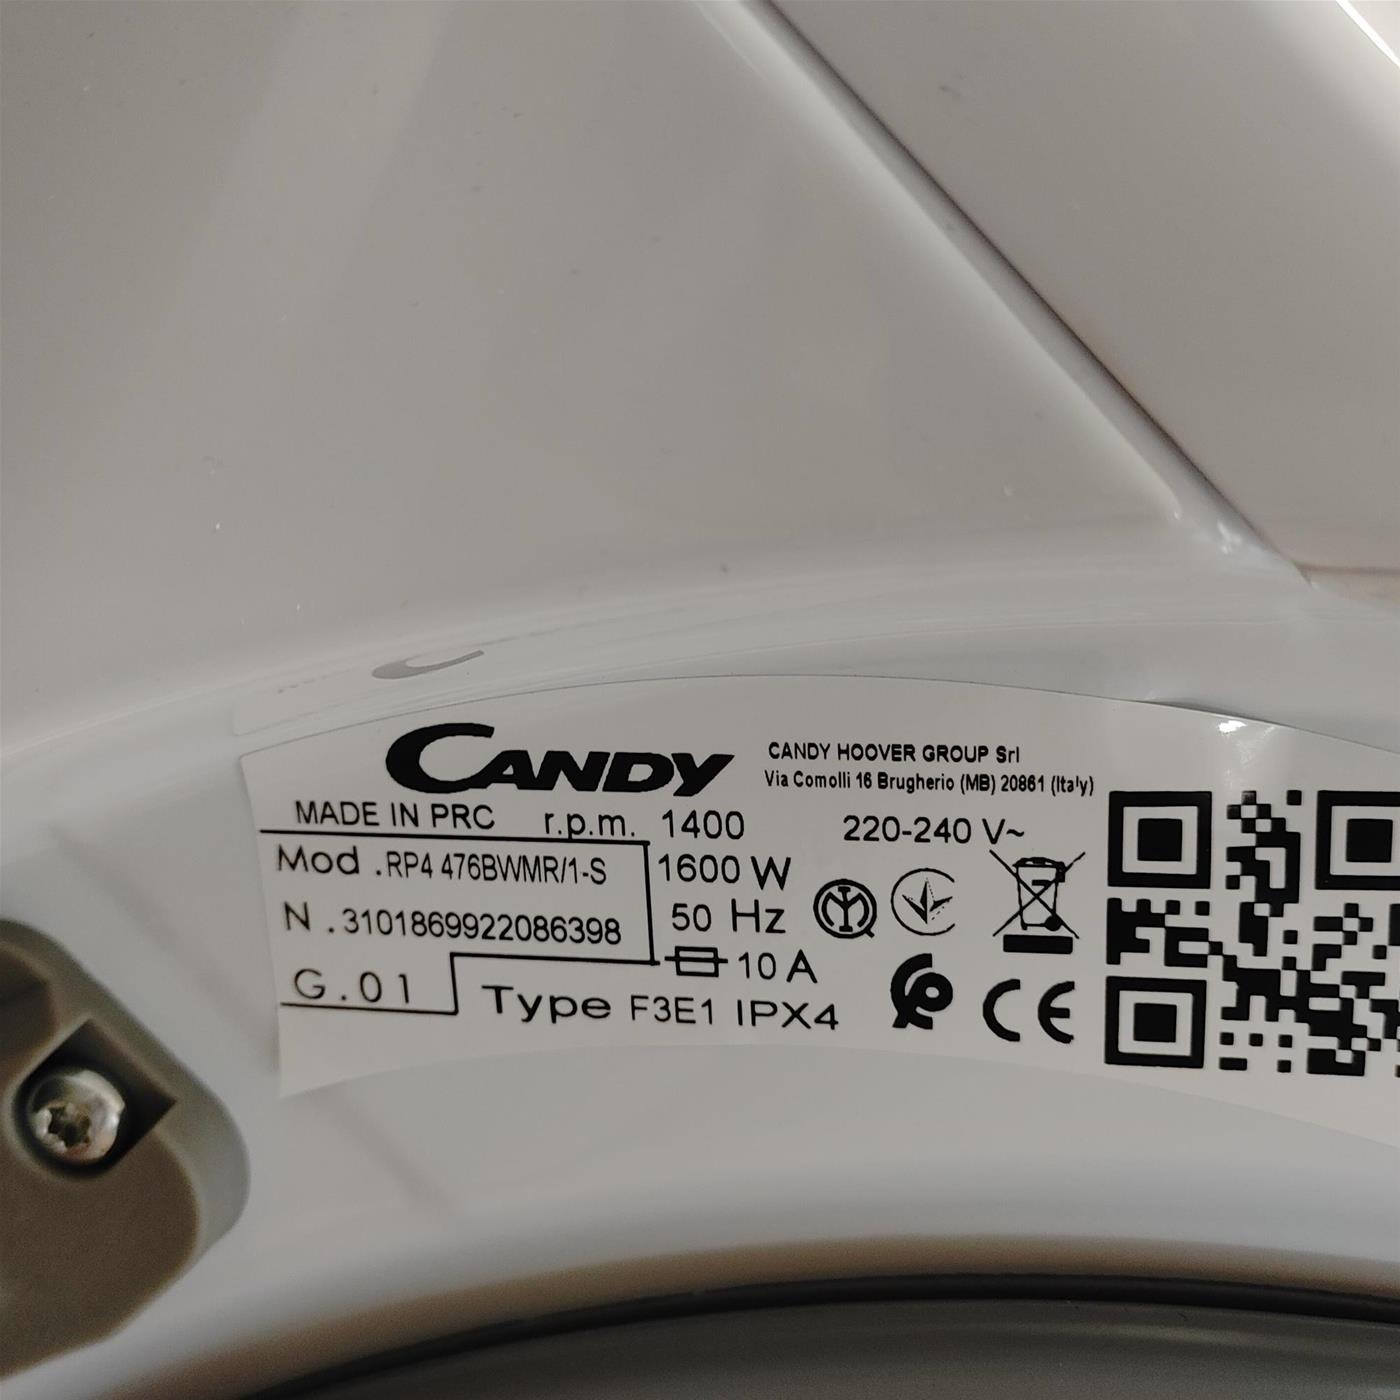 CANDY
CANDY HOOVER GROUP Srl
Via Comolli 16 Brugherio (MB) 20861 (Italy)
MADE IN PRC
r.p.m. 1400
220-240 V~
Mod .RP4 476BWMR/1-S
1600 W
N .3101869922086398
50 Hz
10 A
G.01
Type F3E1 IPX4
CE